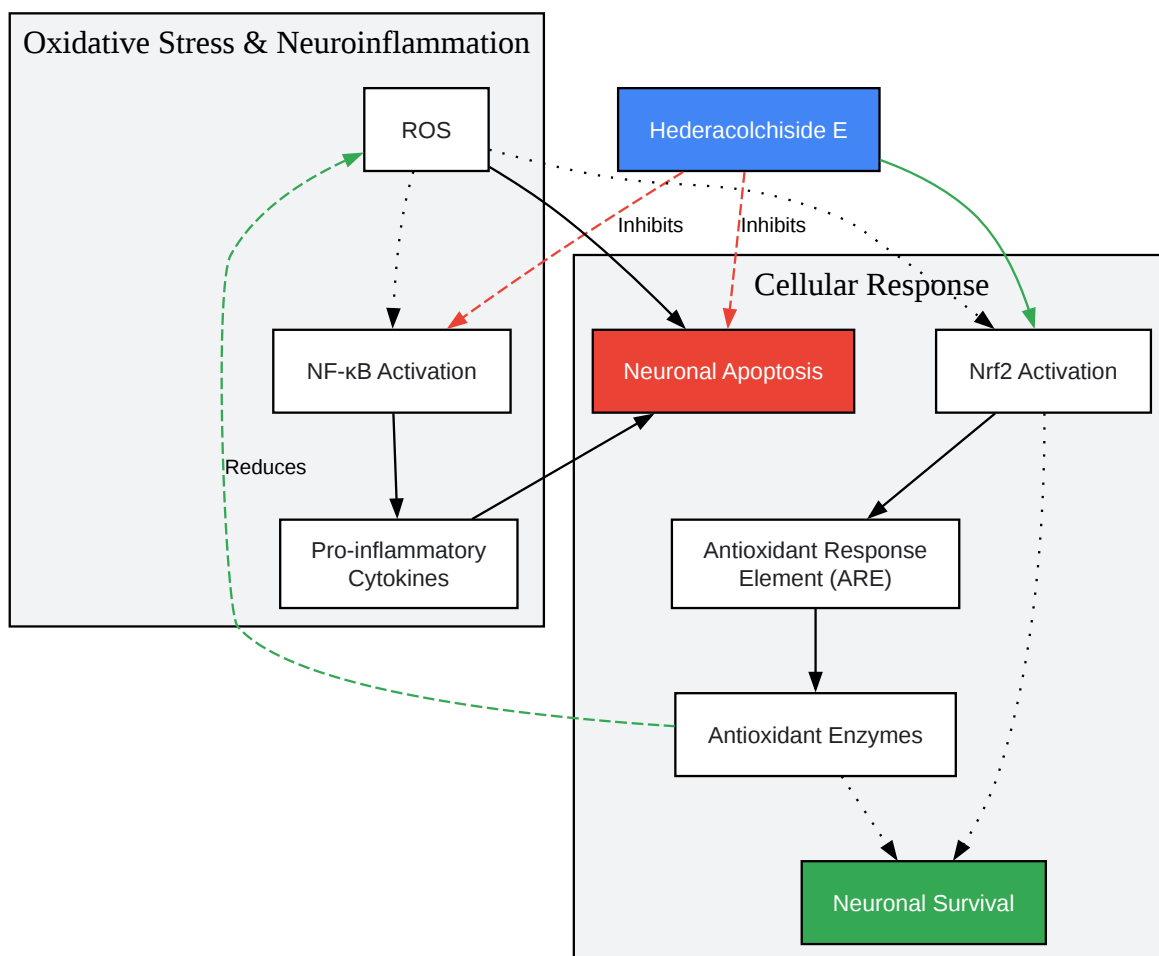 Oxidative Stress & Neuroinflammation
ROS
Hederacolchiside E
Inhibits
Inhibits
Cellular Response
NF-κB Activation
Neuronal Apoptosis
Nrf2 Activation
Reduces
Pro-inflammatory
Cytokines
Antioxidant Response
Element (ARE)
Antioxidant Enzymes
Neuronal Survival